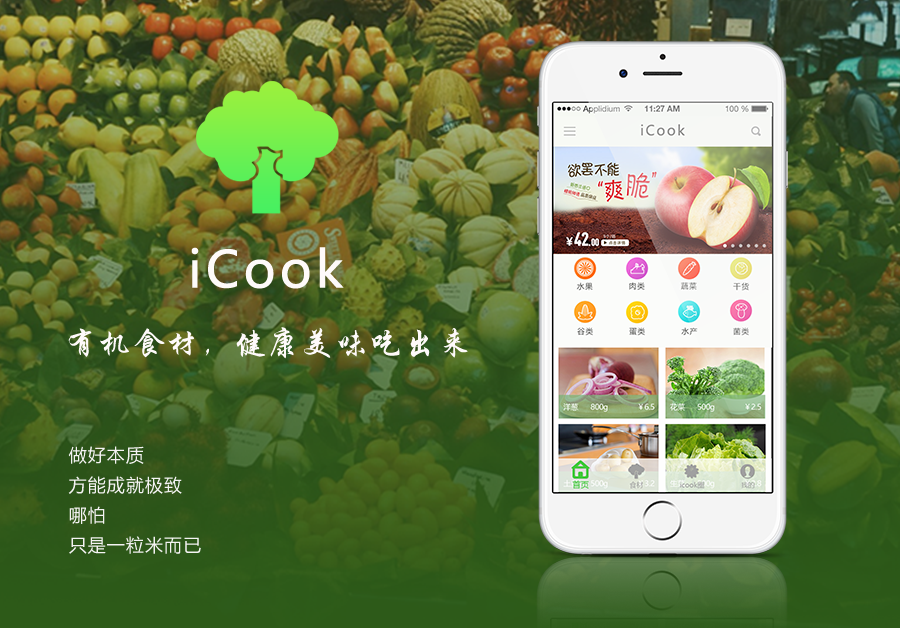 iCook
有机食材，健康美味吃出来
做好本质
方能成就极致
哪怕
只是一粒米而已
Applidium 11:27 AM 100 %
iCook
欲罢不能
“爽脆”
¥42.00
水果 肉类 蔬菜 干货
谷类 蛋类 水产 菌类
洋葱 800g ¥6.5
花菜 500g ¥2.5
首页 食材 icook圈 我的